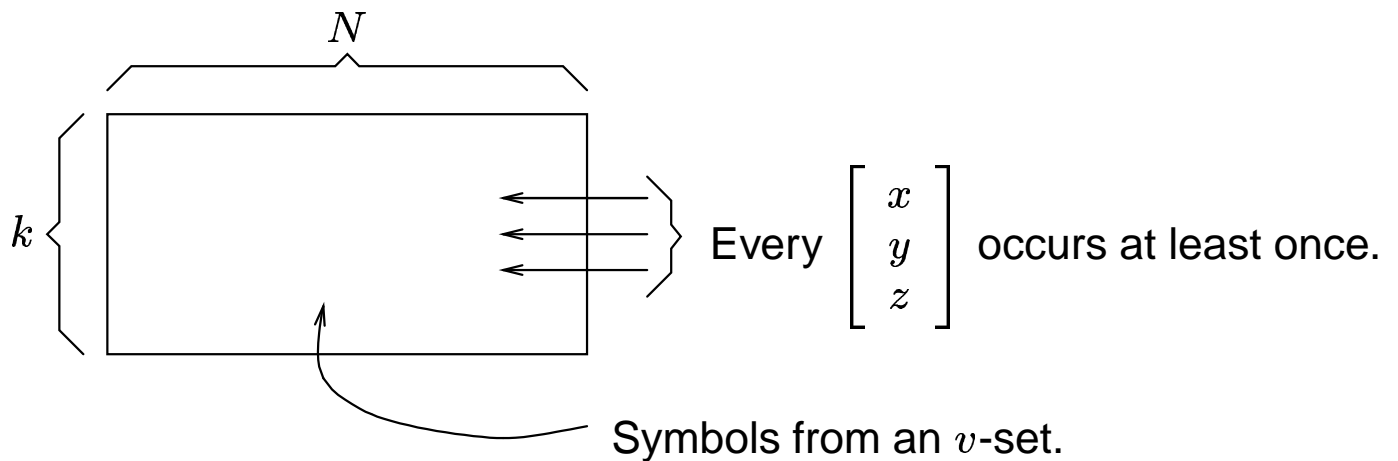 N
k
Every [ x y z ] occurs at least once.
Symbols from an v-set.